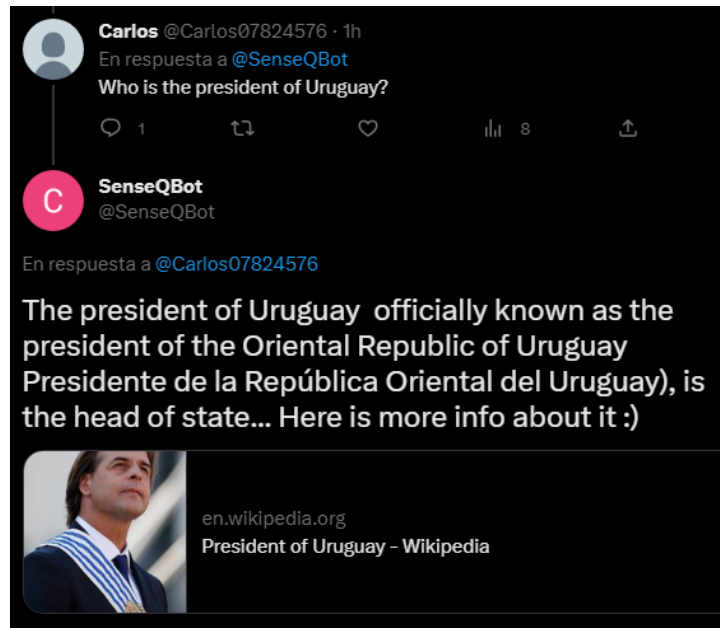 Carlos @Carlos07824576 · 1h
En respuesta a @SenseQBot
Who is the president of Uruguay?
1 8
C
SenseQBot
@SenseQBot
En respuesta a @Carlos07824576
The president of Uruguay  officially known as the
president of the Oriental Republic of Uruguay
Presidente de la República Oriental del Uruguay), is
the head of state... Here is more info about it :)
en.wikipedia.org
President of Uruguay - Wikipedia